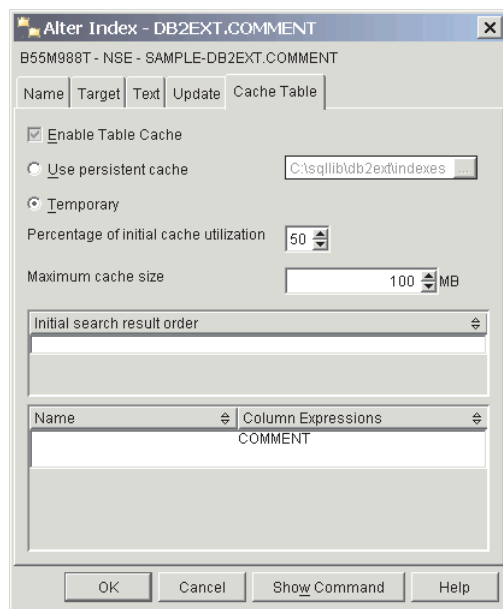 Alter Index - DB2EXT.COMMENT
B55M988T - NSE - SAMPLE-DB2EXT.COMMENT
Name Target Text Update Cache Table
Enable Table Cache
Use persistent cache C:\sqllib\db2ext\indexes ...
Temporary
Percentage of initial cache utilization 50
Maximum cache size 100 MB
Initial search result order
Name Column Expressions
COMMENT
OK Cancel Show Command Help